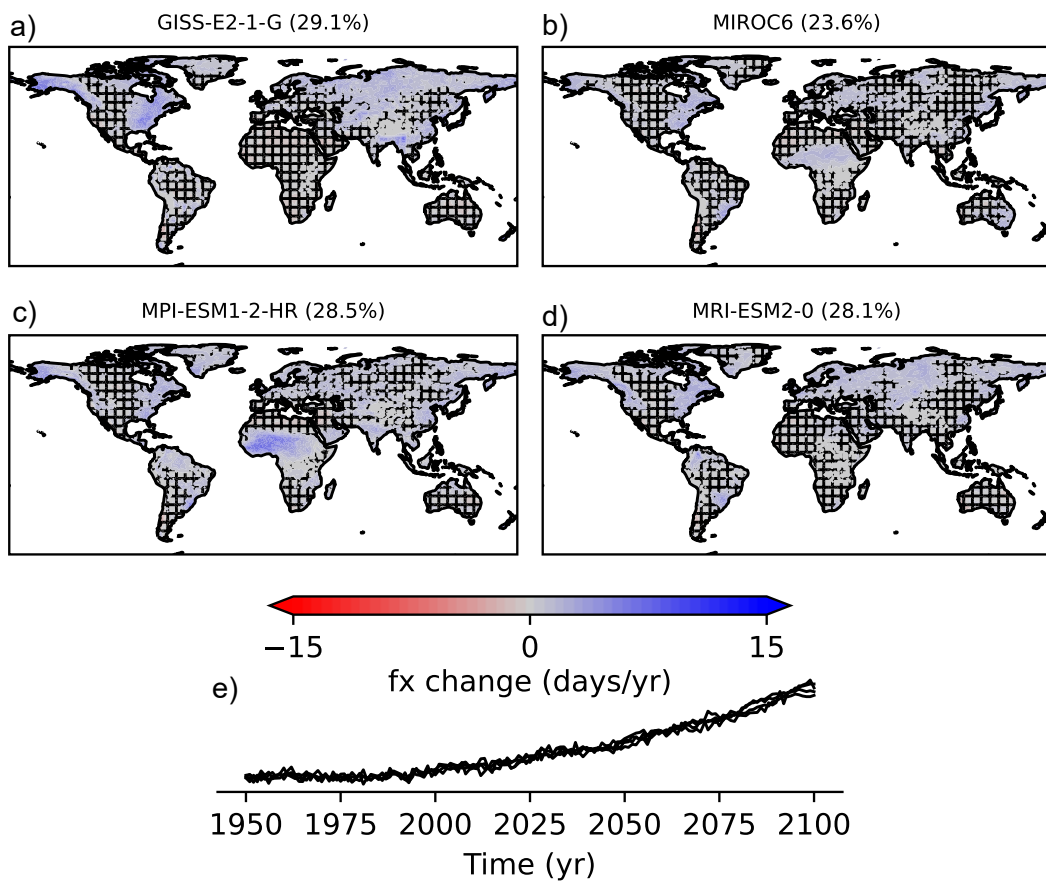 a) GISS-E2-1-G (29.1%)
b) MIROC6 (23.6%)
c) MPI-ESM1-2-HR (28.5%)
d) MRI-ESM2-0 (28.1%)
−15 0 15
fx change (days/yr)
e)
1950 1975 2000 2025 2050 2075 2100
Time (yr)